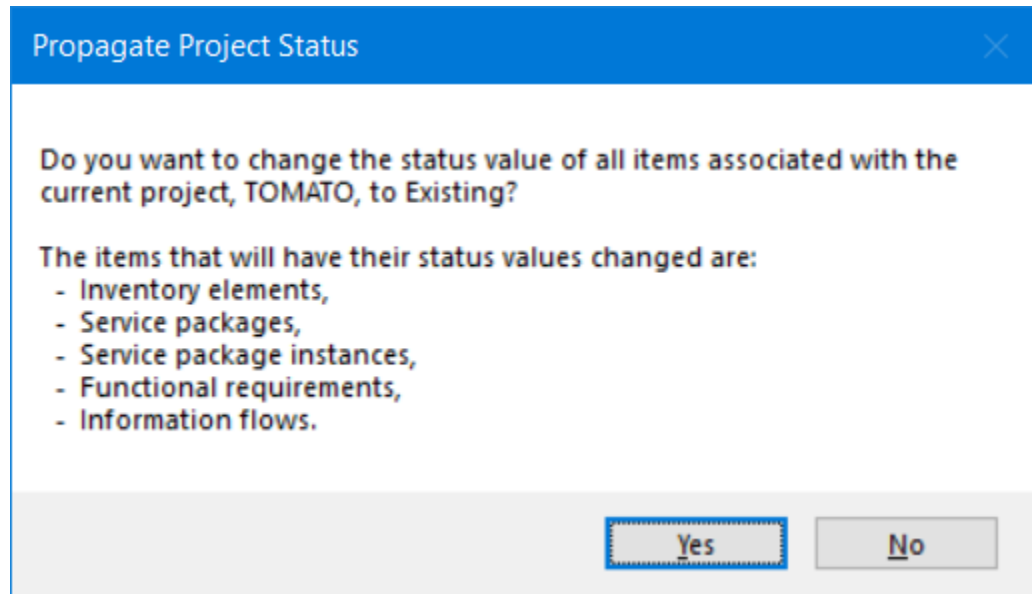 Propagate Project Status
Do you want to change the status value of all items associated with the
current project, TOMATO, to Existing?
The items that will have their status values changed are:
- Inventory elements,
- Service packages,
- Service package instances,
- Functional requirements,
- Information flows.
Yes
No